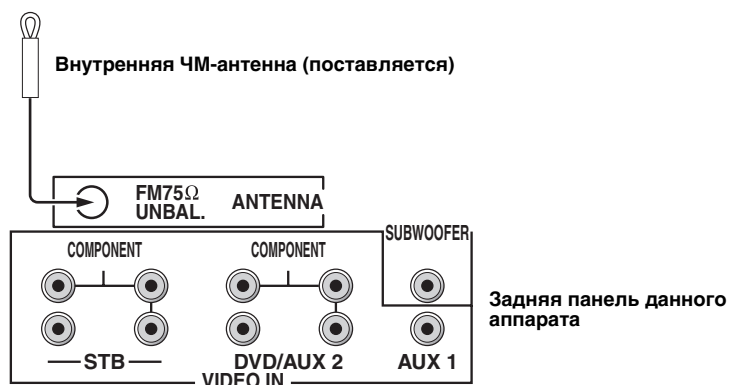 Внутренняя ЧМ-антенна (поставляется)
FM75Ω
UNBAL.
ANTENNA
SUBWOOFER
COMPONENT
COMPONENT
Задняя панель данного
аппарата
STB
DVD/AUX 2
AUX 1
VIDEO IN